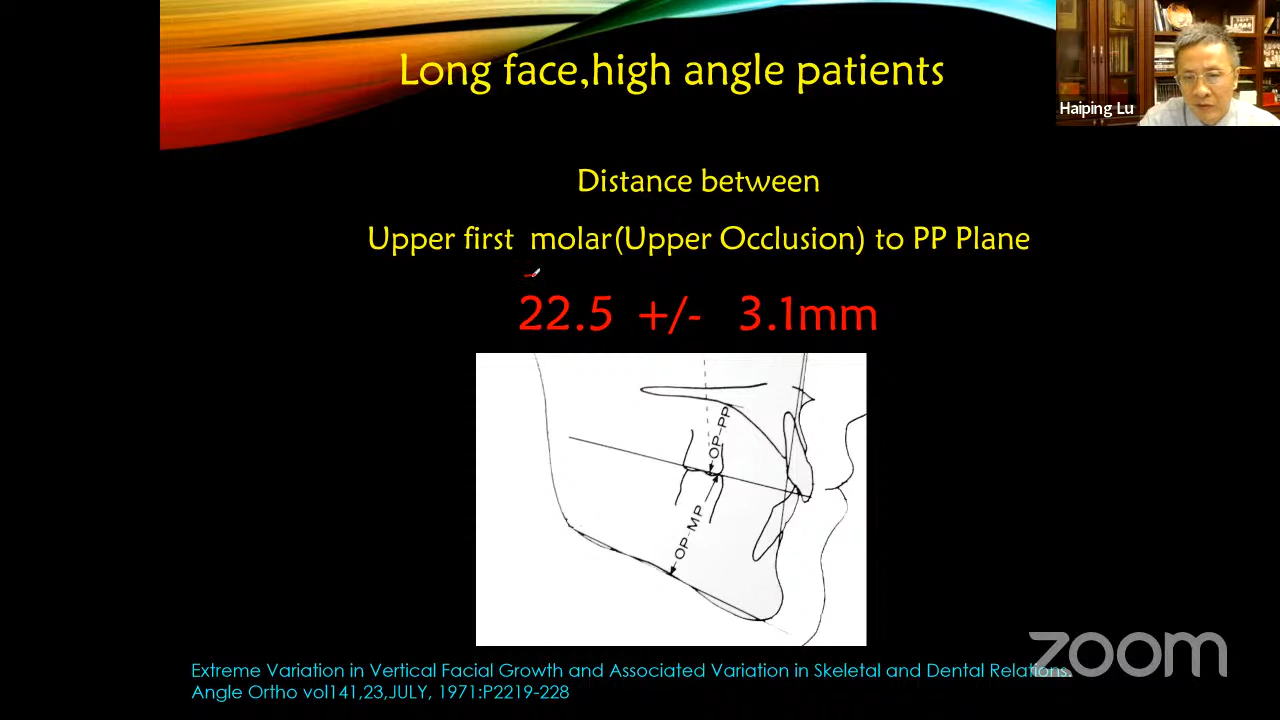 Long face,high angle patients
Haiping Lu
Distance between
Upper first molar(Upper Occlusion) to PP Plane
22.5 +/- 3.1mm
OP-PP
OP-MP
zoom
Extreme Variation in Vertical Facial Growth and Associated Variation in Skeletal and Dental Relations.
Angle Ortho vol141,23,JULY, 1971:P2219-228